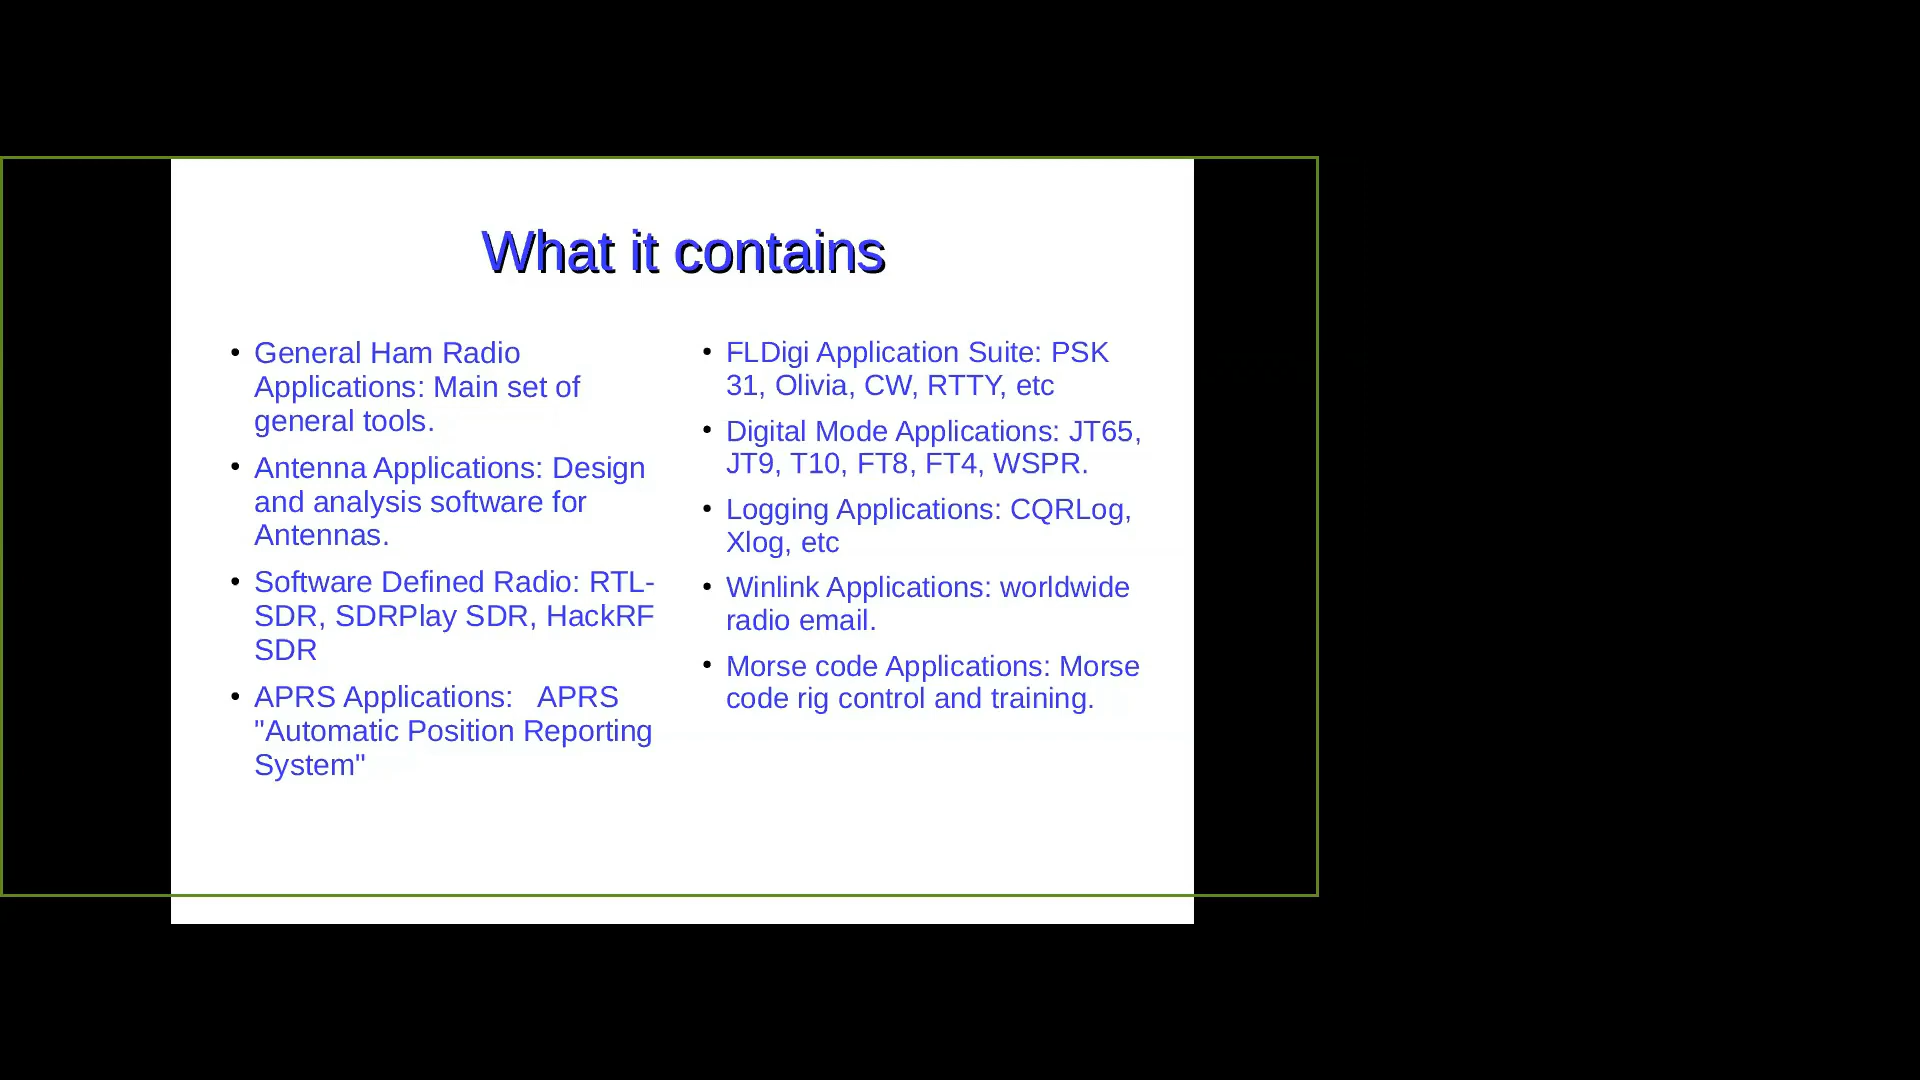 What it contains
• General Ham Radio
Applications: Main set of
general tools.
• Antenna Applications: Design
and analysis software for
Antennas.
• Software Defined Radio: RTL-
SDR, SDRPlay SDR, HackRF
SDR
• APRS Applications:   APRS
"Automatic Position Reporting
System"
• FLDigi Application Suite: PSK
31, Olivia, CW, RTTY, etc
• Digital Mode Applications: JT65,
JT9, T10, FT8, FT4, WSPR.
• Logging Applications: CQRLog,
Xlog, etc
• Winlink Applications: worldwide
radio email.
• Morse code Applications: Morse
code rig control and training.